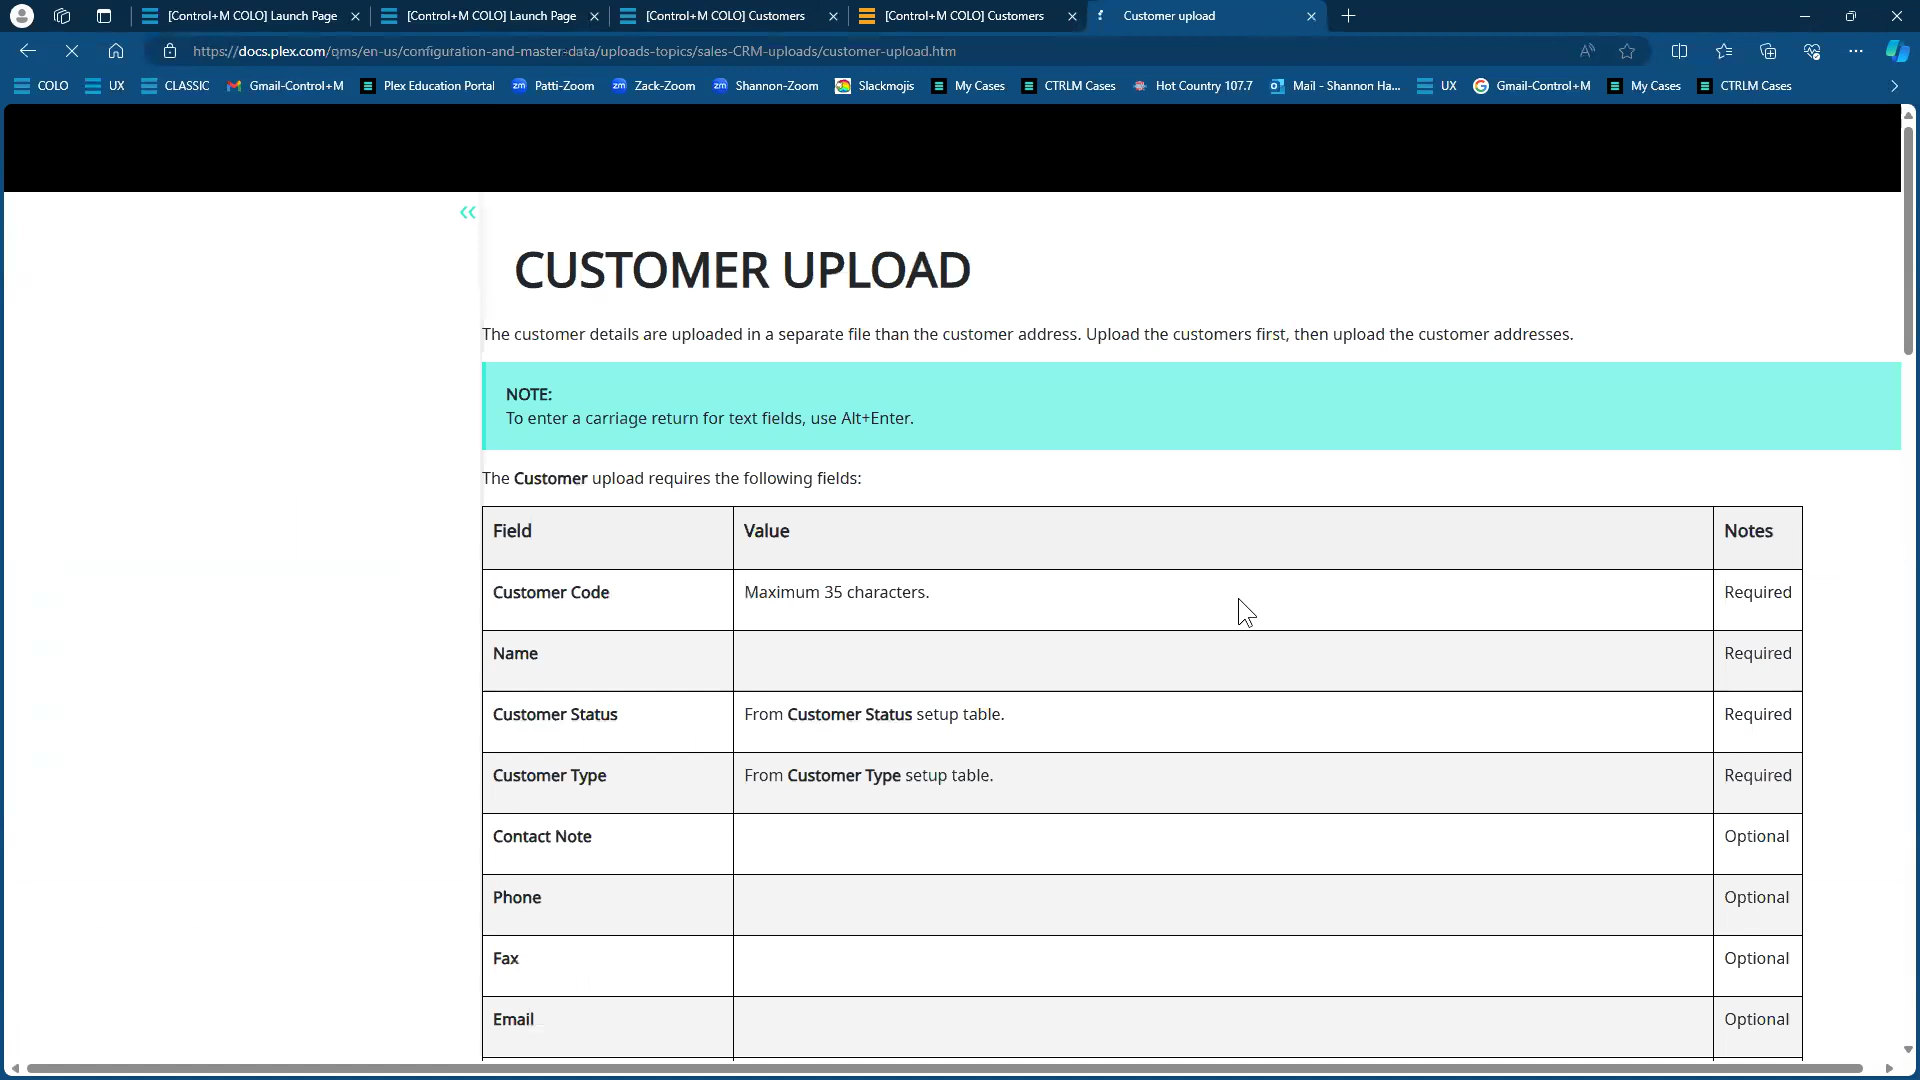 [Control+M COLO] Launch Page
[Control+M COLO] Launch Page
[Control+M COLO] Customers
[Control+M COLO] Customers
Customer upload
https://docs.plex.com/qms/en-us/configuration-and-master-data/uploads-topics/sales-CRM-uploads/customer-upload.htm
COLO UX CLASSIC Gmail-Control+M Plex Education Portal Patti-Zoom Zack-Zoom Shannon-Zoom Slackmojis My Cases CTRLM Cases Hot Country 107.7 Mail - Shannon Ha... UX Gmail-Control+M My Cases CTRLM Cases
CUSTOMER UPLOAD
The customer details are uploaded in a separate file than the customer address. Upload the customers first, then upload the customer addresses.
NOTE:
To enter a carriage return for text fields, use Alt+Enter.
The Customer upload requires the following fields:
Field Value Notes
Customer Code Maximum 35 characters. Required
Name Required
Customer Status From Customer Status setup table. Required
Customer Type From Customer Type setup table. Required
Contact Note Optional
Phone Optional
Fax Optional
Email Optional